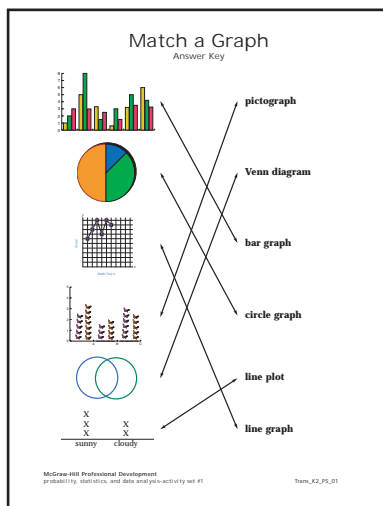 Match a Graph
Answer Key
pictograph
Venn diagram
bar graph
circle graph
line plot
line graph
X
X X
X X
sunny cloudy
McGraw-Hill Professional Development
probability, statistics, and data analysis–activity set #1
Trans_K2_PS_01